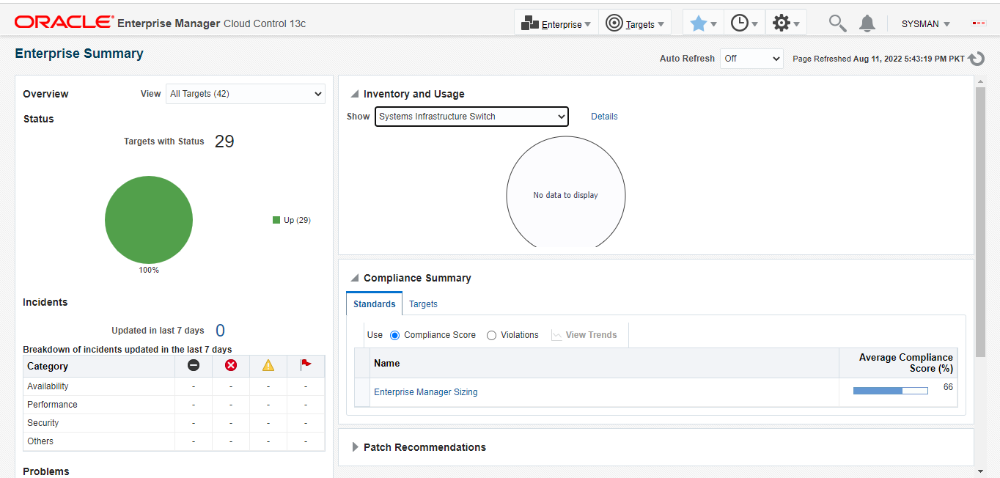 ORACLE Enterprise Manager Cloud Control 13c
Enterprise
Targets
SYSMAN
Enterprise Summary
Auto Refresh Off Page Refreshed Aug 11, 2022 5:43:19 PM PKT
Overview View All Targets (42)
Status
Targets with Status 29
Up (29)
100%
Incidents
Updated in last 7 days 0
Breakdown of incidents updated in the last 7 days
Category
Availability - - - -
Performance - - - -
Security - - - -
Others - - - -
Problems
Inventory and Usage
Show Systems Infrastructure Switch Details
No data to display
Compliance Summary
Standards Targets
Use Compliance Score Violations View Trends
Name Average Compliance
Score (%)
Enterprise Manager Sizing 66
Patch Recommendations